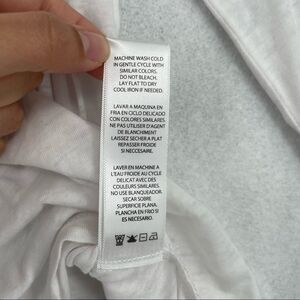 MACHINE WASH COLD
IN GENTLE CYCLE WITH
SIMILAR COLORS.
DO NOT BLEACH.
LAY FLAT TO DRY
COOL IRON IF NEEDED.
LAVAR A MAQUINA EN
FRIA EN CICLO DELICADO
CON COLORES SIMILARES.
NE PAS UTILISER D'AGENT
DE BLANCHIMENT
LAISSEZ SECHER A PLAT
REPASSER FROIDE
SI NECCESAIRE.
LAVER EN MACHINE A
L'EAU FROIDE AU CYCLE
DELICAT AVEC DES
COULEURS SIMILAIRES.
NO USE BLANQUEADOR.
SECAR SOBRE
SUPERFICIE PLANA.
PLANCHA EN FRIO SI
ES NECESARIO.